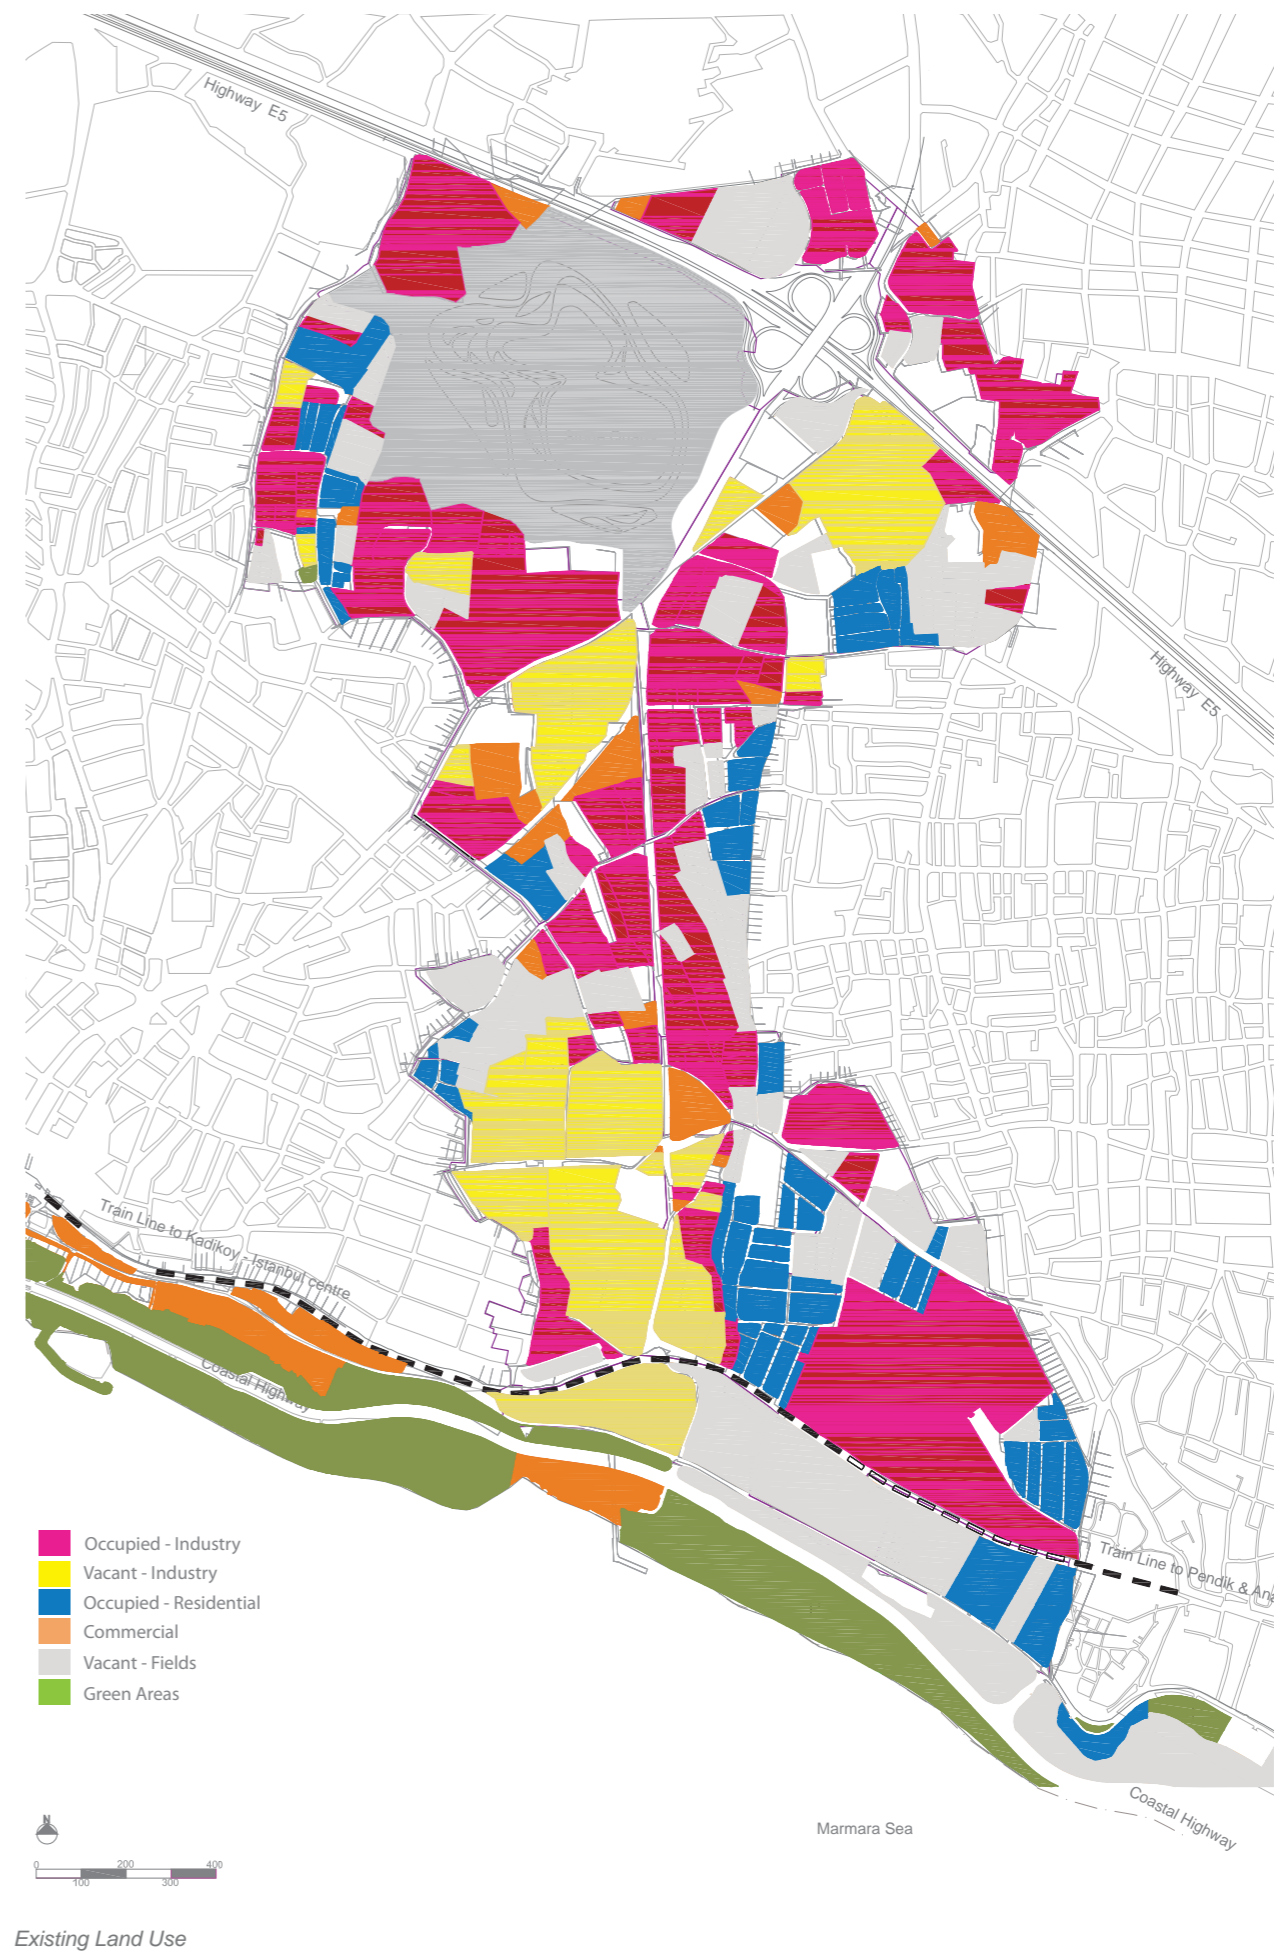 Highway E5
Highway E5
Train Line to Kadikoy - Istanbul centre
Coastal Highway
Occupied - Industry
Vacant - Industry
Occupied - Residential
Commercial
Vacant - Fields
Green Areas
Train Line to Pendik &
Coastal Highway
Marmara Sea
N
0 200 400
100 300
Existing Land Use